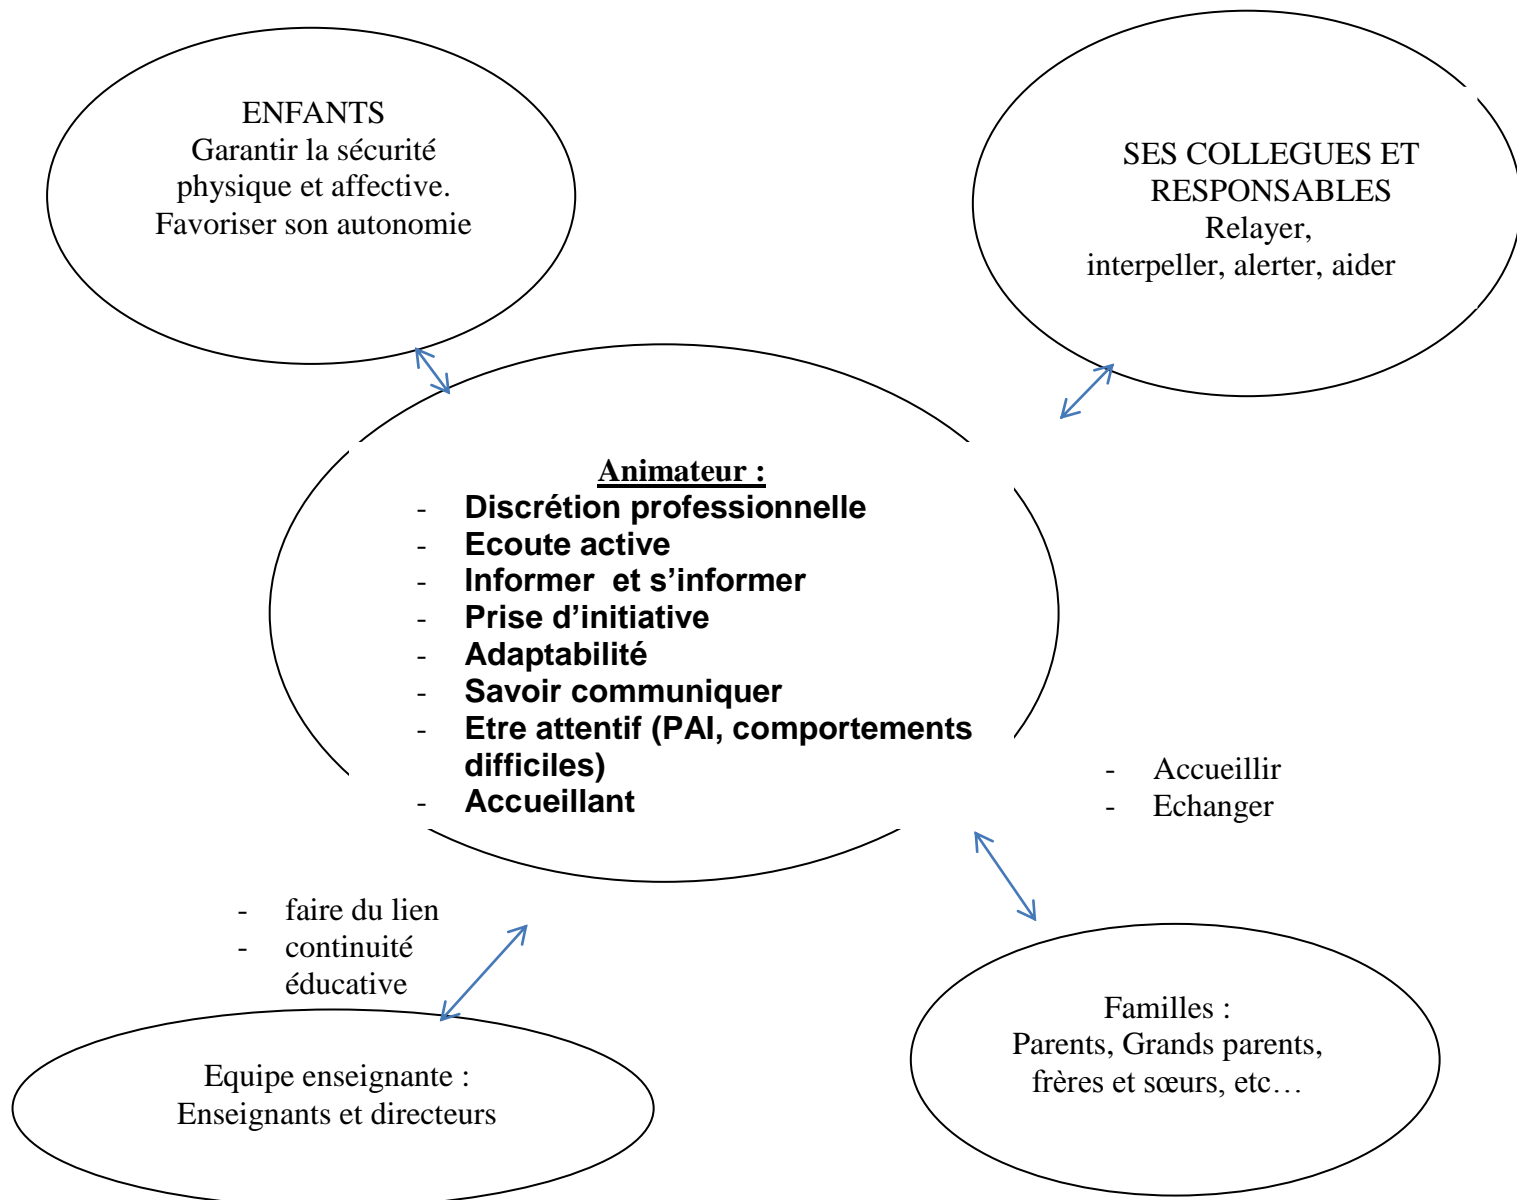 ENFANTS
Garantir la sécurité
physique et affective.
Favoriser son autonomie
SES COLLEGUES ET
RESPONSABLES
Relayer,
interpeller, alerter, aider
Animateur :
- Discrétion professionnelle
- Ecoute active
- Informer  et s’informer
- Prise d’initiative
- Adaptabilité
- Savoir communiquer
- Etre attentif (PAI, comportements
difficiles)
- Accueillant
- Accueillir
- Echanger
- faire du lien
- continuité
éducative
Familles :
Parents, Grands parents,
frères et sœurs, etc…
Equipe enseignante :
Enseignants et directeurs